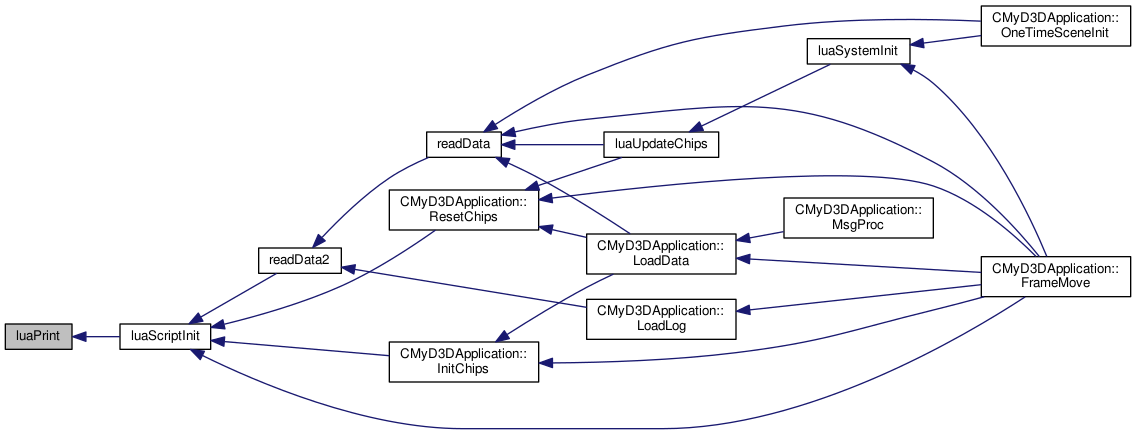 CMyD3DApplication::
OneTimeSceneInit
luaSystemInit
readData
luaUpdateChips
CMyD3DApplication::
ResetChips
CMyD3DApplication::
MsgProc
CMyD3DApplication::
LoadData
readData2
CMyD3DApplication::
FrameMove
CMyD3DApplication::
LoadLog
luaPrint
luaScriptInit
CMyD3DApplication::
InitChips